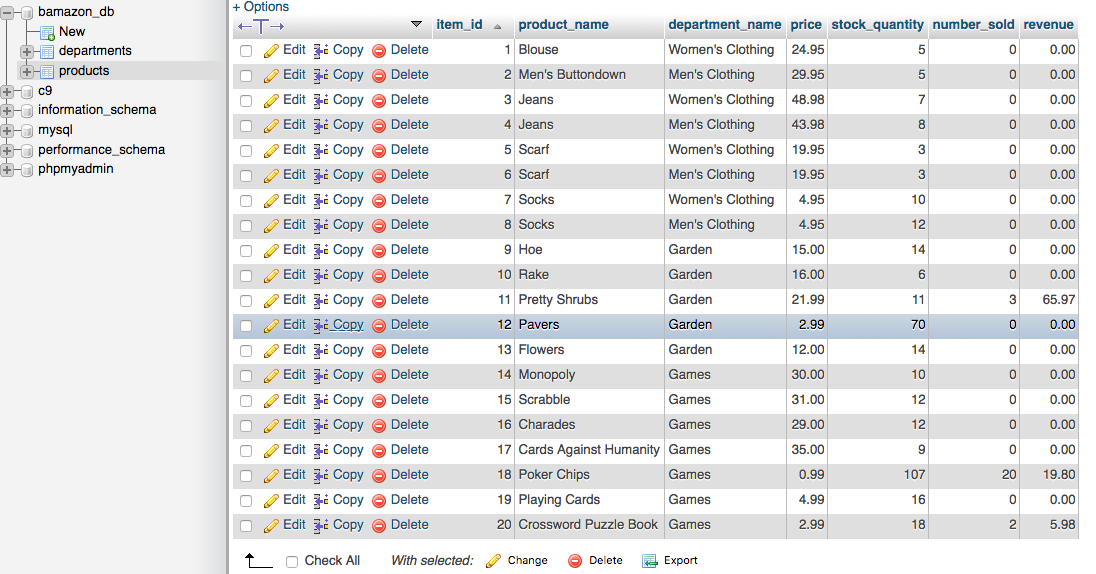 bamazon_db
New
departments
products
c9
information_schema
mysql
performance_schema
phpmyadmin
+ Options
item_id product_name department_name price stock_quantity number_sold revenue
Edit Copy Delete 1 Blouse Women's Clothing 24.95 5 0 0.00
Edit Copy Delete 2 Men's Buttondown Men's Clothing 29.95 5 0 0.00
Edit Copy Delete 3 Jeans Women's Clothing 48.98 7 0 0.00
Edit Copy Delete 4 Jeans Men's Clothing 43.98 8 0 0.00
Edit Copy Delete 5 Scarf Women's Clothing 19.95 3 0 0.00
Edit Copy Delete 6 Scarf Men's Clothing 19.95 3 0 0.00
Edit Copy Delete 7 Socks Women's Clothing 4.95 10 0 0.00
Edit Copy Delete 8 Socks Men's Clothing 4.95 12 0 0.00
Edit Copy Delete 9 Hoe Garden 15.00 14 0 0.00
Edit Copy Delete 10 Rake Garden 16.00 6 0 0.00
Edit Copy Delete 11 Pretty Shrubs Garden 21.99 11 3 65.97
Edit Copy Delete 12 Pavers Garden 2.99 70 0 0.00
Edit Copy Delete 13 Flowers Garden 12.00 14 0 0.00
Edit Copy Delete 14 Monopoly Games 30.00 10 0 0.00
Edit Copy Delete 15 Scrabble Games 31.00 12 0 0.00
Edit Copy Delete 16 Charades Games 29.00 12 0 0.00
Edit Copy Delete 17 Cards Against Humanity Games 35.00 9 0 0.00
Edit Copy Delete 18 Poker Chips Games 0.99 107 20 19.80
Edit Copy Delete 19 Playing Cards Games 4.99 16 0 0.00
Edit Copy Delete 20 Crossword Puzzle Book Games 2.99 18 2 5.98
Check All With selected: Change Delete Export